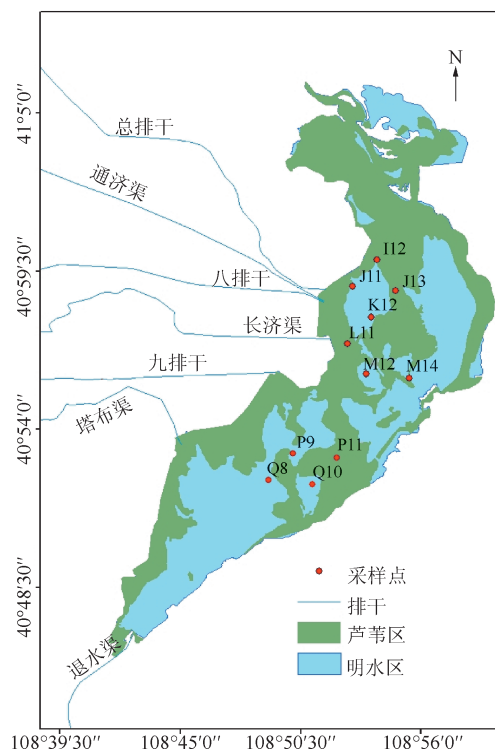 N
41°5′0″
总排干
通济渠
I12
40°59′30″
八排干
J11
J13
K12
长济渠
L11
九排干
M12
M14
塔布渠
40°54′0″
P9
P11
Q8
Q10
采样点
40°48′30″
排干
芦苇区
退水渠
明水区
108°39′30″
108°45′0″
108°50′30″
108°56′0″